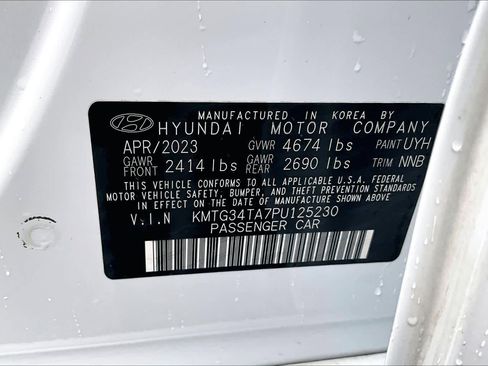 MANUFACTURED IN KOREA BY
HYUNDAI MOTOR COMPANY
APR/2023 GVWR 4674 lbs PAINT UYH
GAWR FRONT 2414 lbs GAWR REAR 2690 lbs TRIM NNB
THIS VEHICLE CONFORMS TO ALL APPLICABLE U.S.A. FEDERAL
MOTOR VEHICLE SAFETY, BUMPER, AND THEFT PREVENTION STANDARDS
IN EFFECT ON THE DATE OF MANUFACTURE SHOWN ABOVE.
V.I.N KMTG34TA7PU125230
PASSENGER CAR